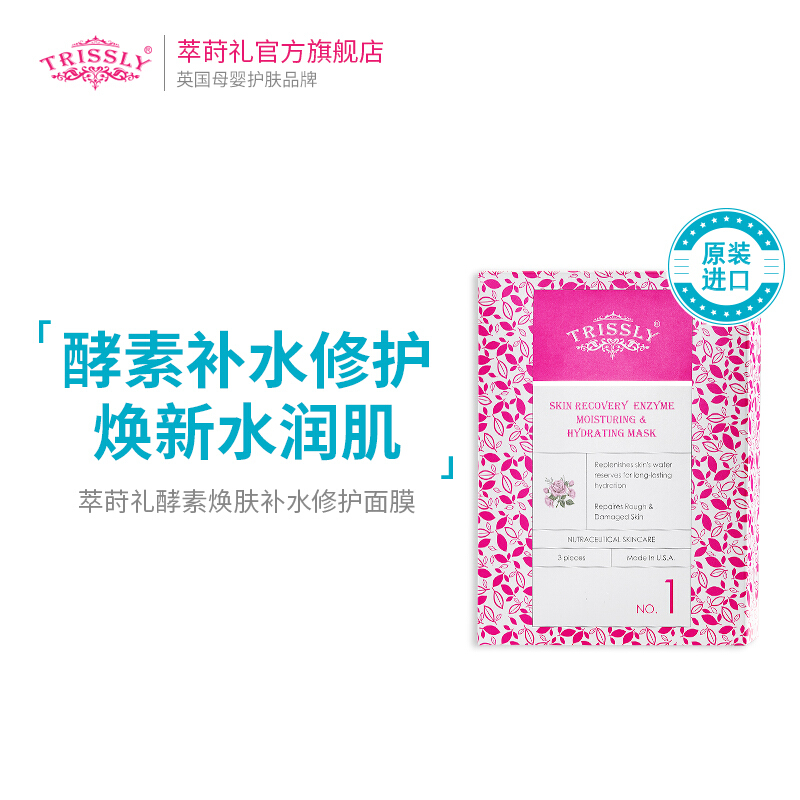 TRISSLY®
萃莳礼官方旗舰店
英国母婴护肤品牌
原装
进口
「酵素补水修护
焕新水润肌」
萃莳礼酵素焕肤补水修护面膜
TRISSLY®
SKIN RECOVERY ENZYME
MOISTURING &
HYDRATING MASK
Replenishes skin's water
reserves for long-lasting
hydration
Repaires Rough &
Damaged Skin
NUTRACEUTICAL SKINCARE
3 pieces
Made In U.S.A.
NO. 1